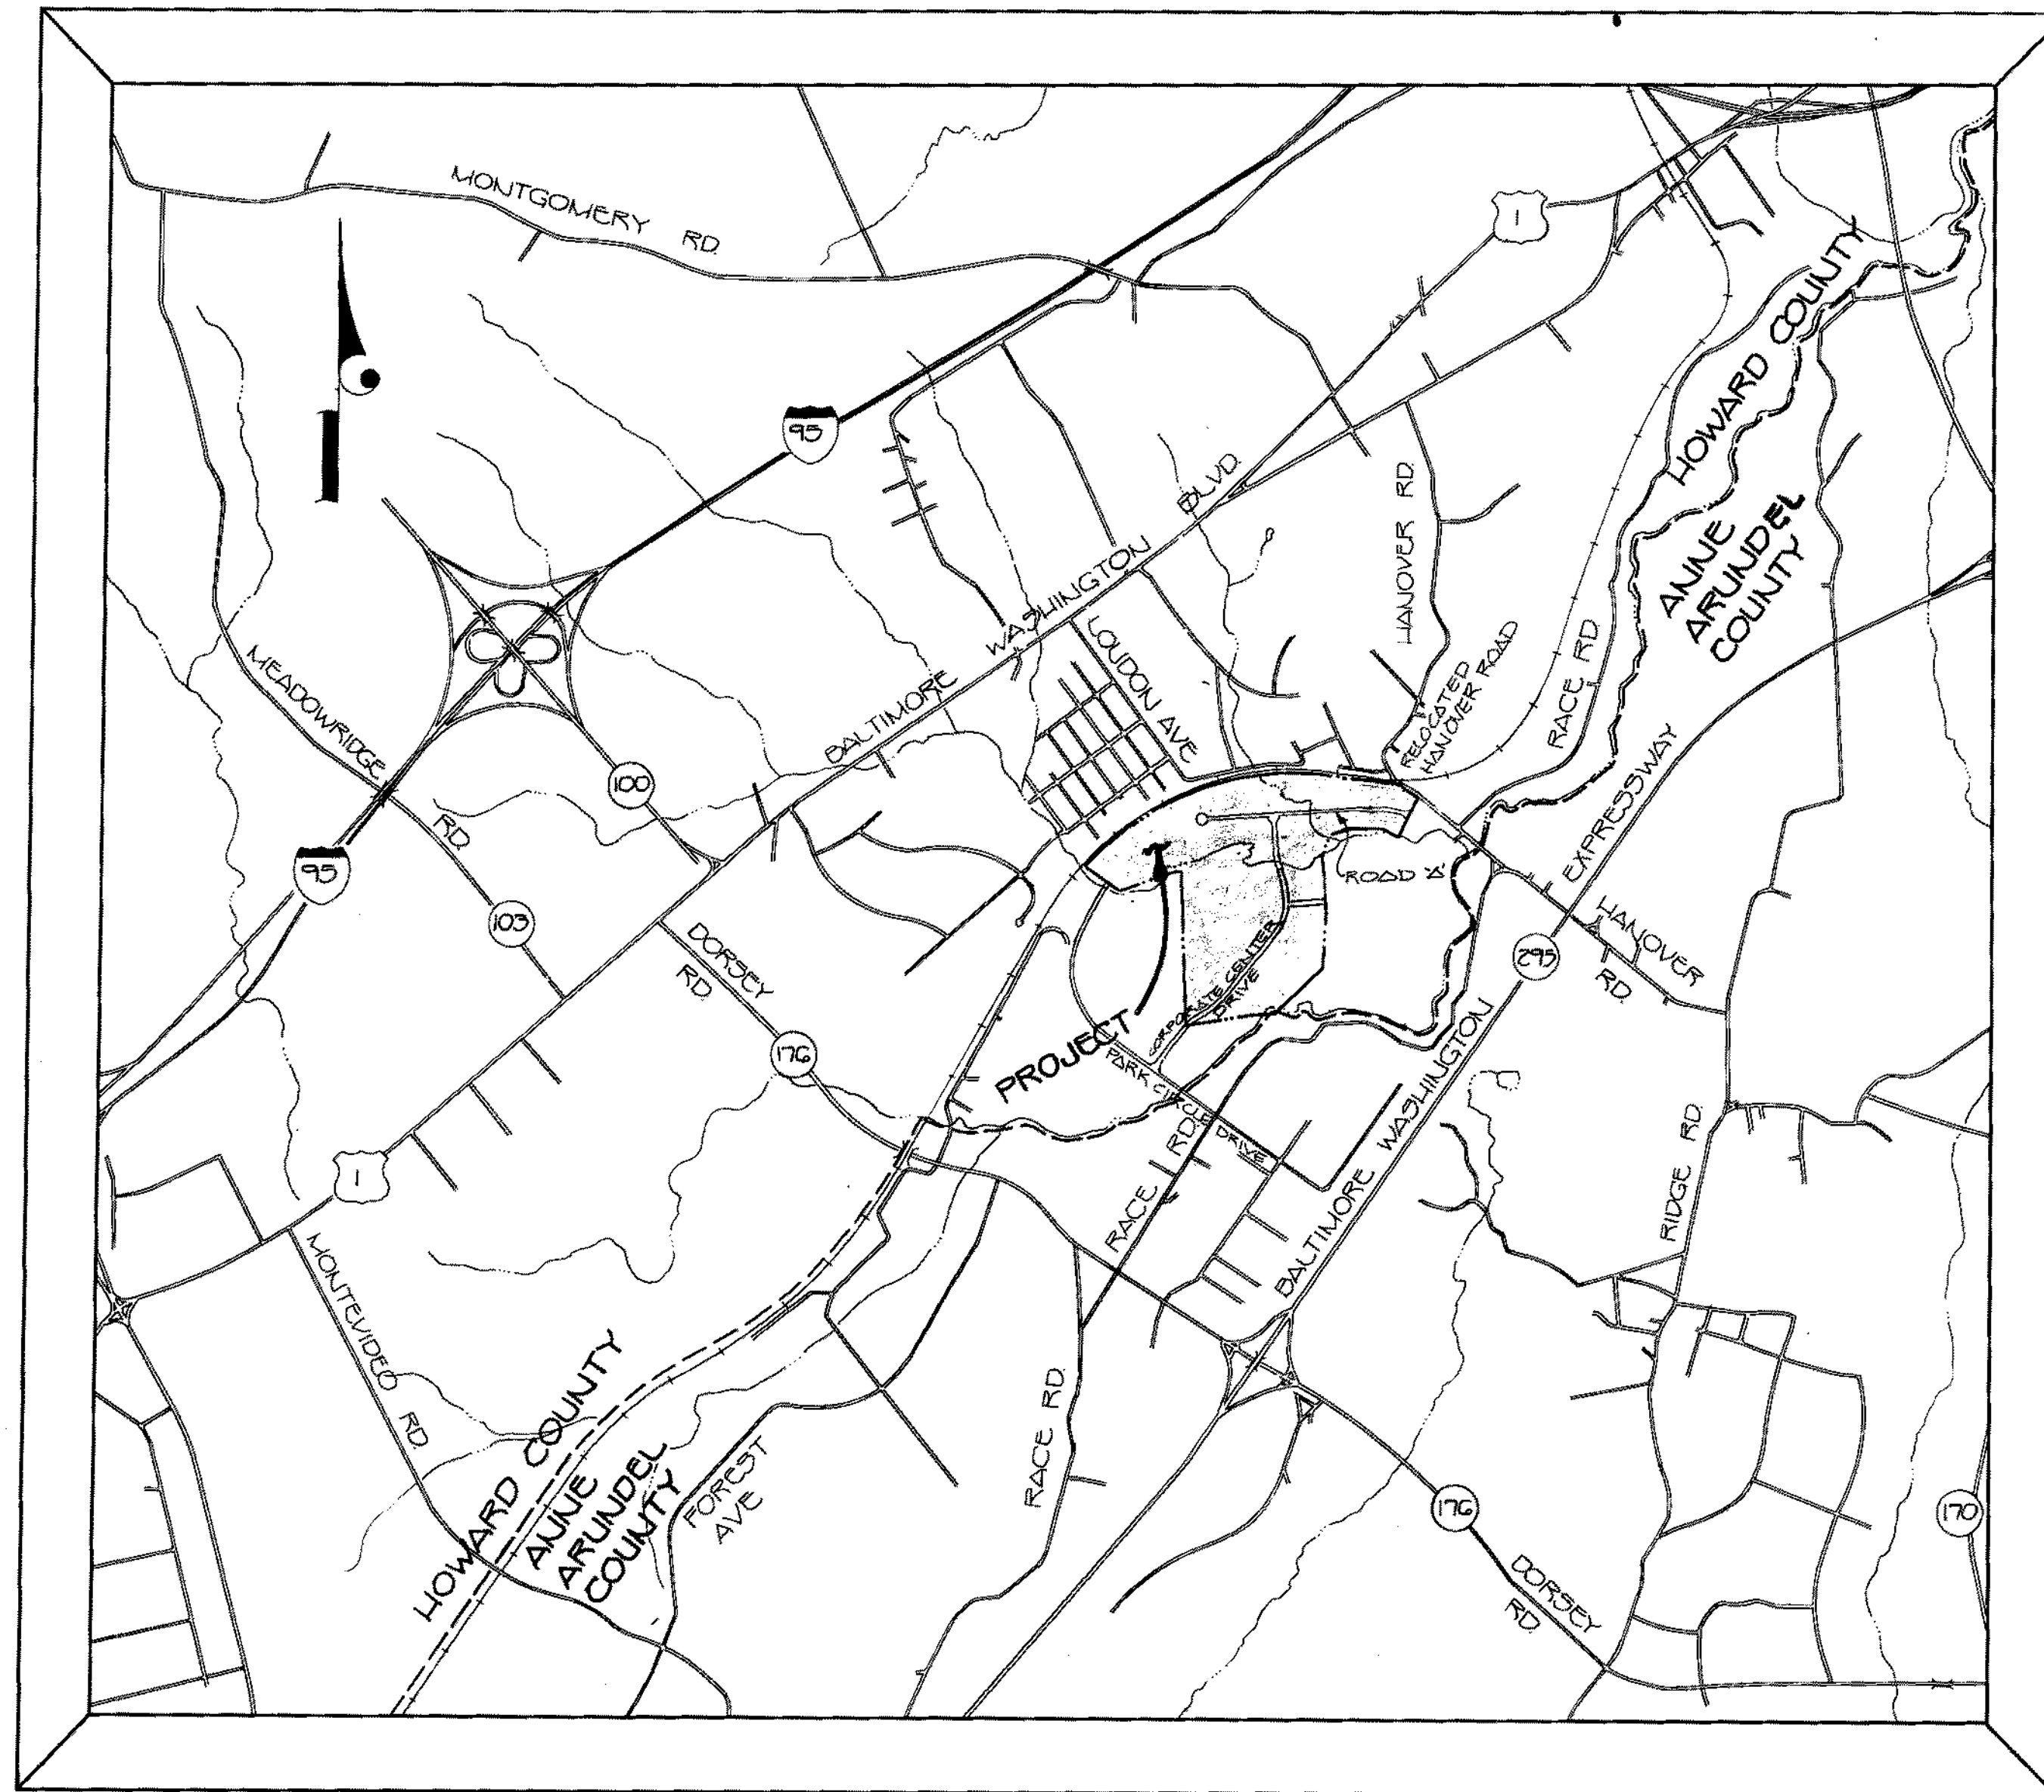 MONTGOMERY RD.
1
HOWARD COUNTY
95
BLVD.
HANOVER RD.
ANNE
ARUNDEL
COUNTY
WASHINGTON
LOUDON AVE
RELOCATED
HANOVER ROAD
RACE RD.
MEADOWRIDGE
RD.
BALTIMORE
100
EXPRESSWAY
95
103
ROAD 'A'
DORSEY
RD.
HANOVER
RD.
295
CORPORATE CENTER
DRIVE
PROJECT
176
PARK CIRCLE DRIVE
WASHINGTON
RACE RD.
BALTIMORE
RIDGE RD.
1
MONTEVIDEO RD.
HOWARD COUNTY
ANNE
ARUNDEL
COUNTY
FOREST
AVE
RACE RD.
176
170
DORSEY
RD.